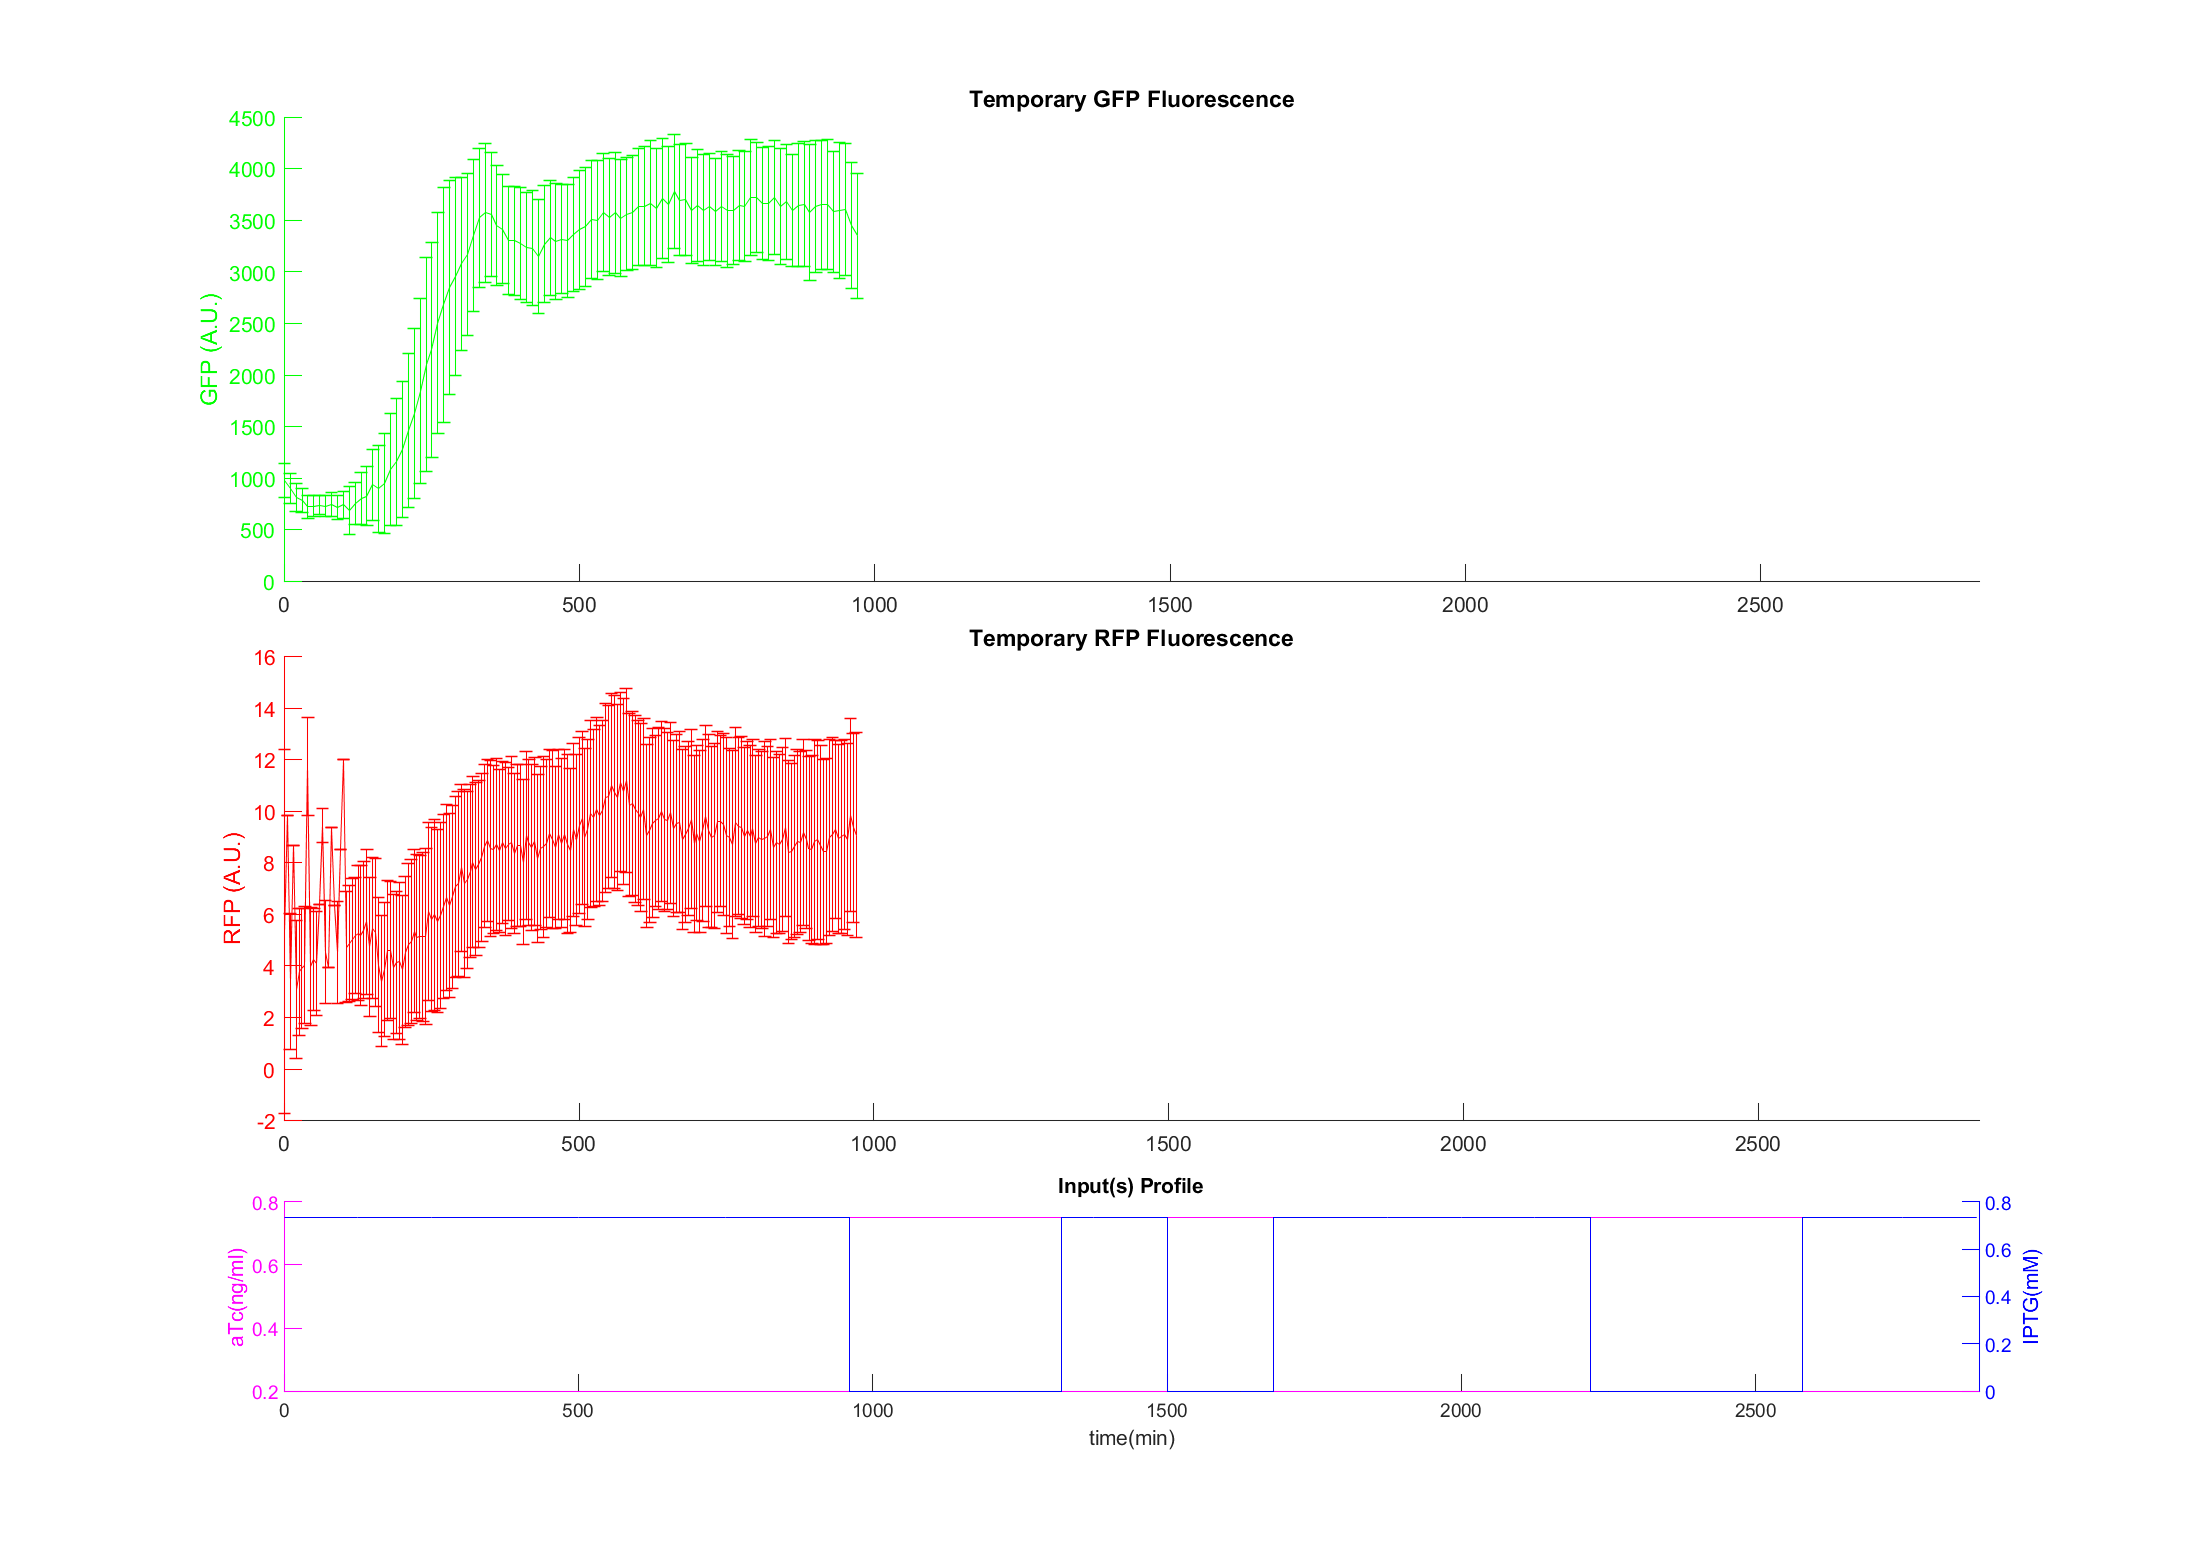 Temporary GFP Fluorescence
GFP (A.U.)
4500
4000
3500
3000
2500
2000
1500
1000
500
0
0 500 1000 1500 2000 2500
Temporary RFP Fluorescence
RFP (A.U.)
16
14
12
10
8
6
4
2
0
-2
0 500 1000 1500 2000 2500
Input(s) Profile
aTc(ng/ml)
0.8
0.6
0.4
0.2
0.8
0.6
0.4
0.2
0
IPTG(mM)
0 500 1000 1500 2000 2500
time(min)